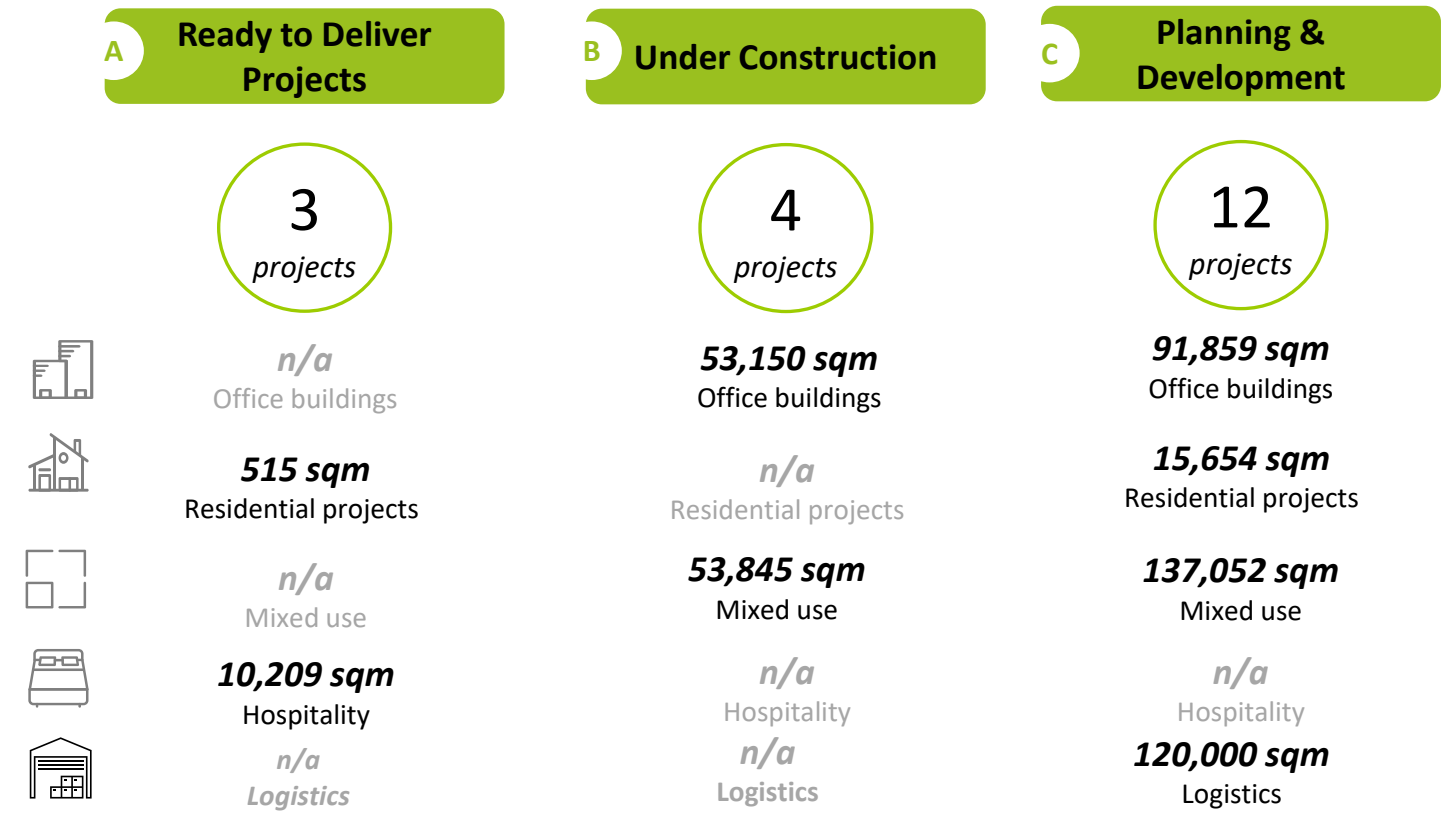 A
Ready to Deliver
Projects
3
projects
n/a
Office buildings
515 sqm
Residential projects
n/a
Mixed use
10,209 sqm
Hospitality
n/a
Logistics
B
Under Construction
4
projects
53,150 sqm
Office buildings
n/a
Residential projects
53,845 sqm
Mixed use
n/a
Hospitality
n/a
Logistics
C
Planning &
Development
12
projects
91,859 sqm
Office buildings
15,654 sqm
Residential projects
137,052 sqm
Mixed use
n/a
Hospitality
120,000 sqm
Logistics